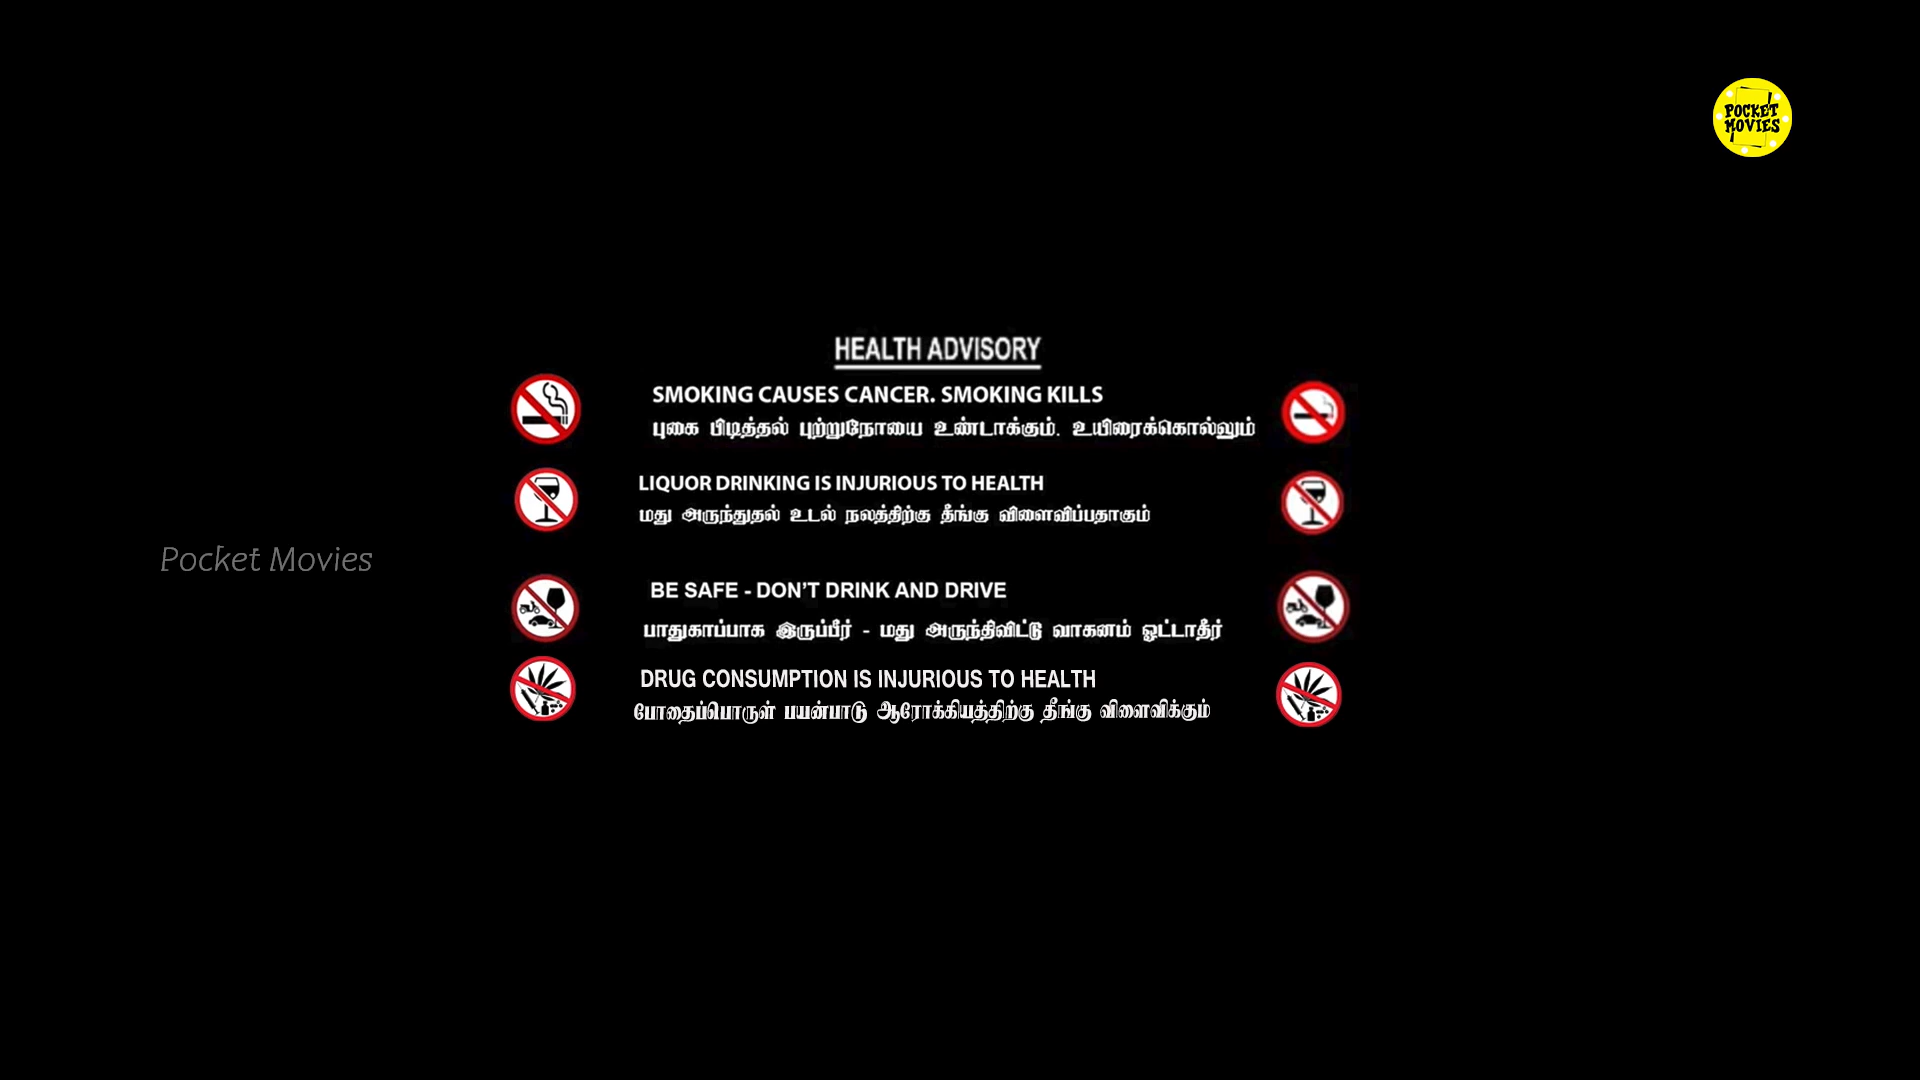 POCKET
MOVIES
HEALTH ADVISORY
SMOKING CAUSES CANCER. SMOKING KILLS
புகை பிடித்தல் புற்றுநோயை உண்டாக்கும். உயிரைக்கொல்லும்
LIQUOR DRINKING IS INJURIOUS TO HEALTH
மது அருந்துதல் உடல் நலத்திற்கு தீங்கு விளைவிப்பதாகும்
Pocket Movies
BE SAFE - DON'T DRINK AND DRIVE
பாதுகாப்பாக இருப்பீர் - மது அருந்திவிட்டு வாகனம் ஓட்டாதீர்
DRUG CONSUMPTION IS INJURIOUS TO HEALTH
போதைப்பொருள் பயன்பாடு ஆரோக்கியத்திற்கு தீங்கு விளைவிக்கும்